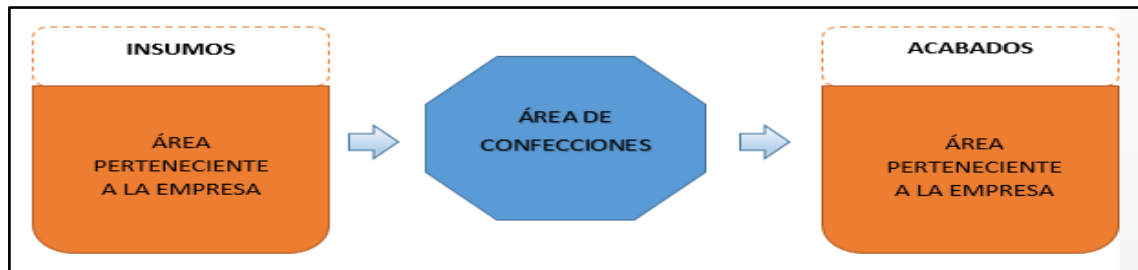 INSUMOS
ÁREA
PERTENECIENTE
A LA EMPRESA
ÁREA DE
CONFECCIONES
ACABADOS
ÁREA
PERTENECIENTE
A LA EMPRESA